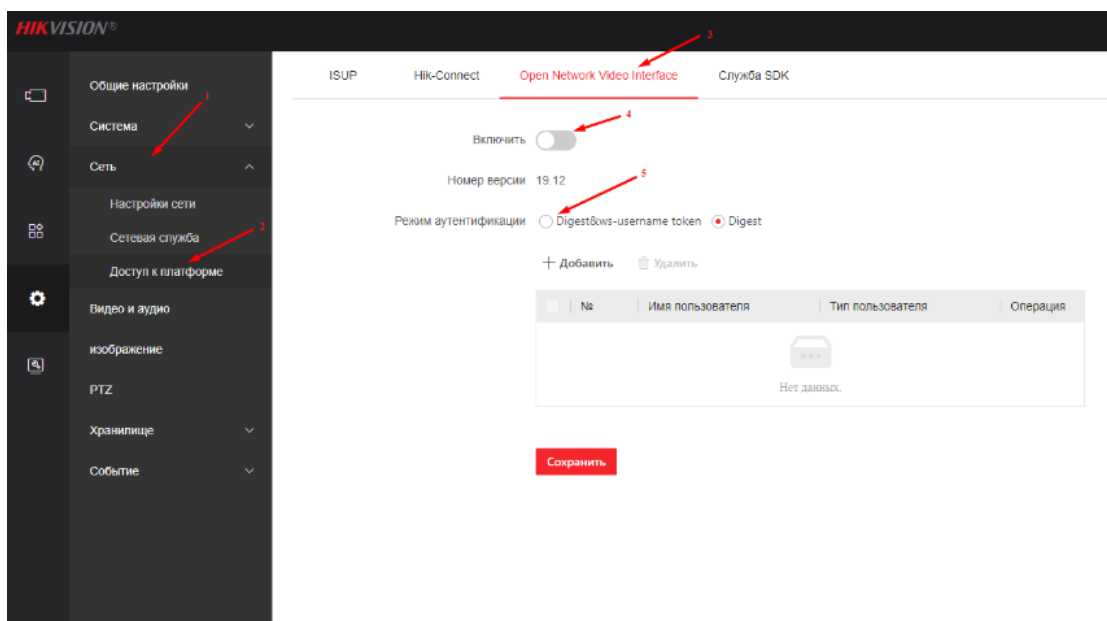 HIKVISION®
3
ISUP Hik-Connect Open Network Video Interface Служба SDK
Общие настройки
1
Система
4
Включить
Сеть
5
Номер версии 19.12
Настройки сети
Режим аутентификации Digest&ws-username token Digest
2
Сетевая служба
Добавить Удалить
Доступ к платформе
№ Имя пользователя Тип пользователя Операция
Видео и аудио
изображение
Нет данных.
PTZ
Хранилище
Сохранить
Событие